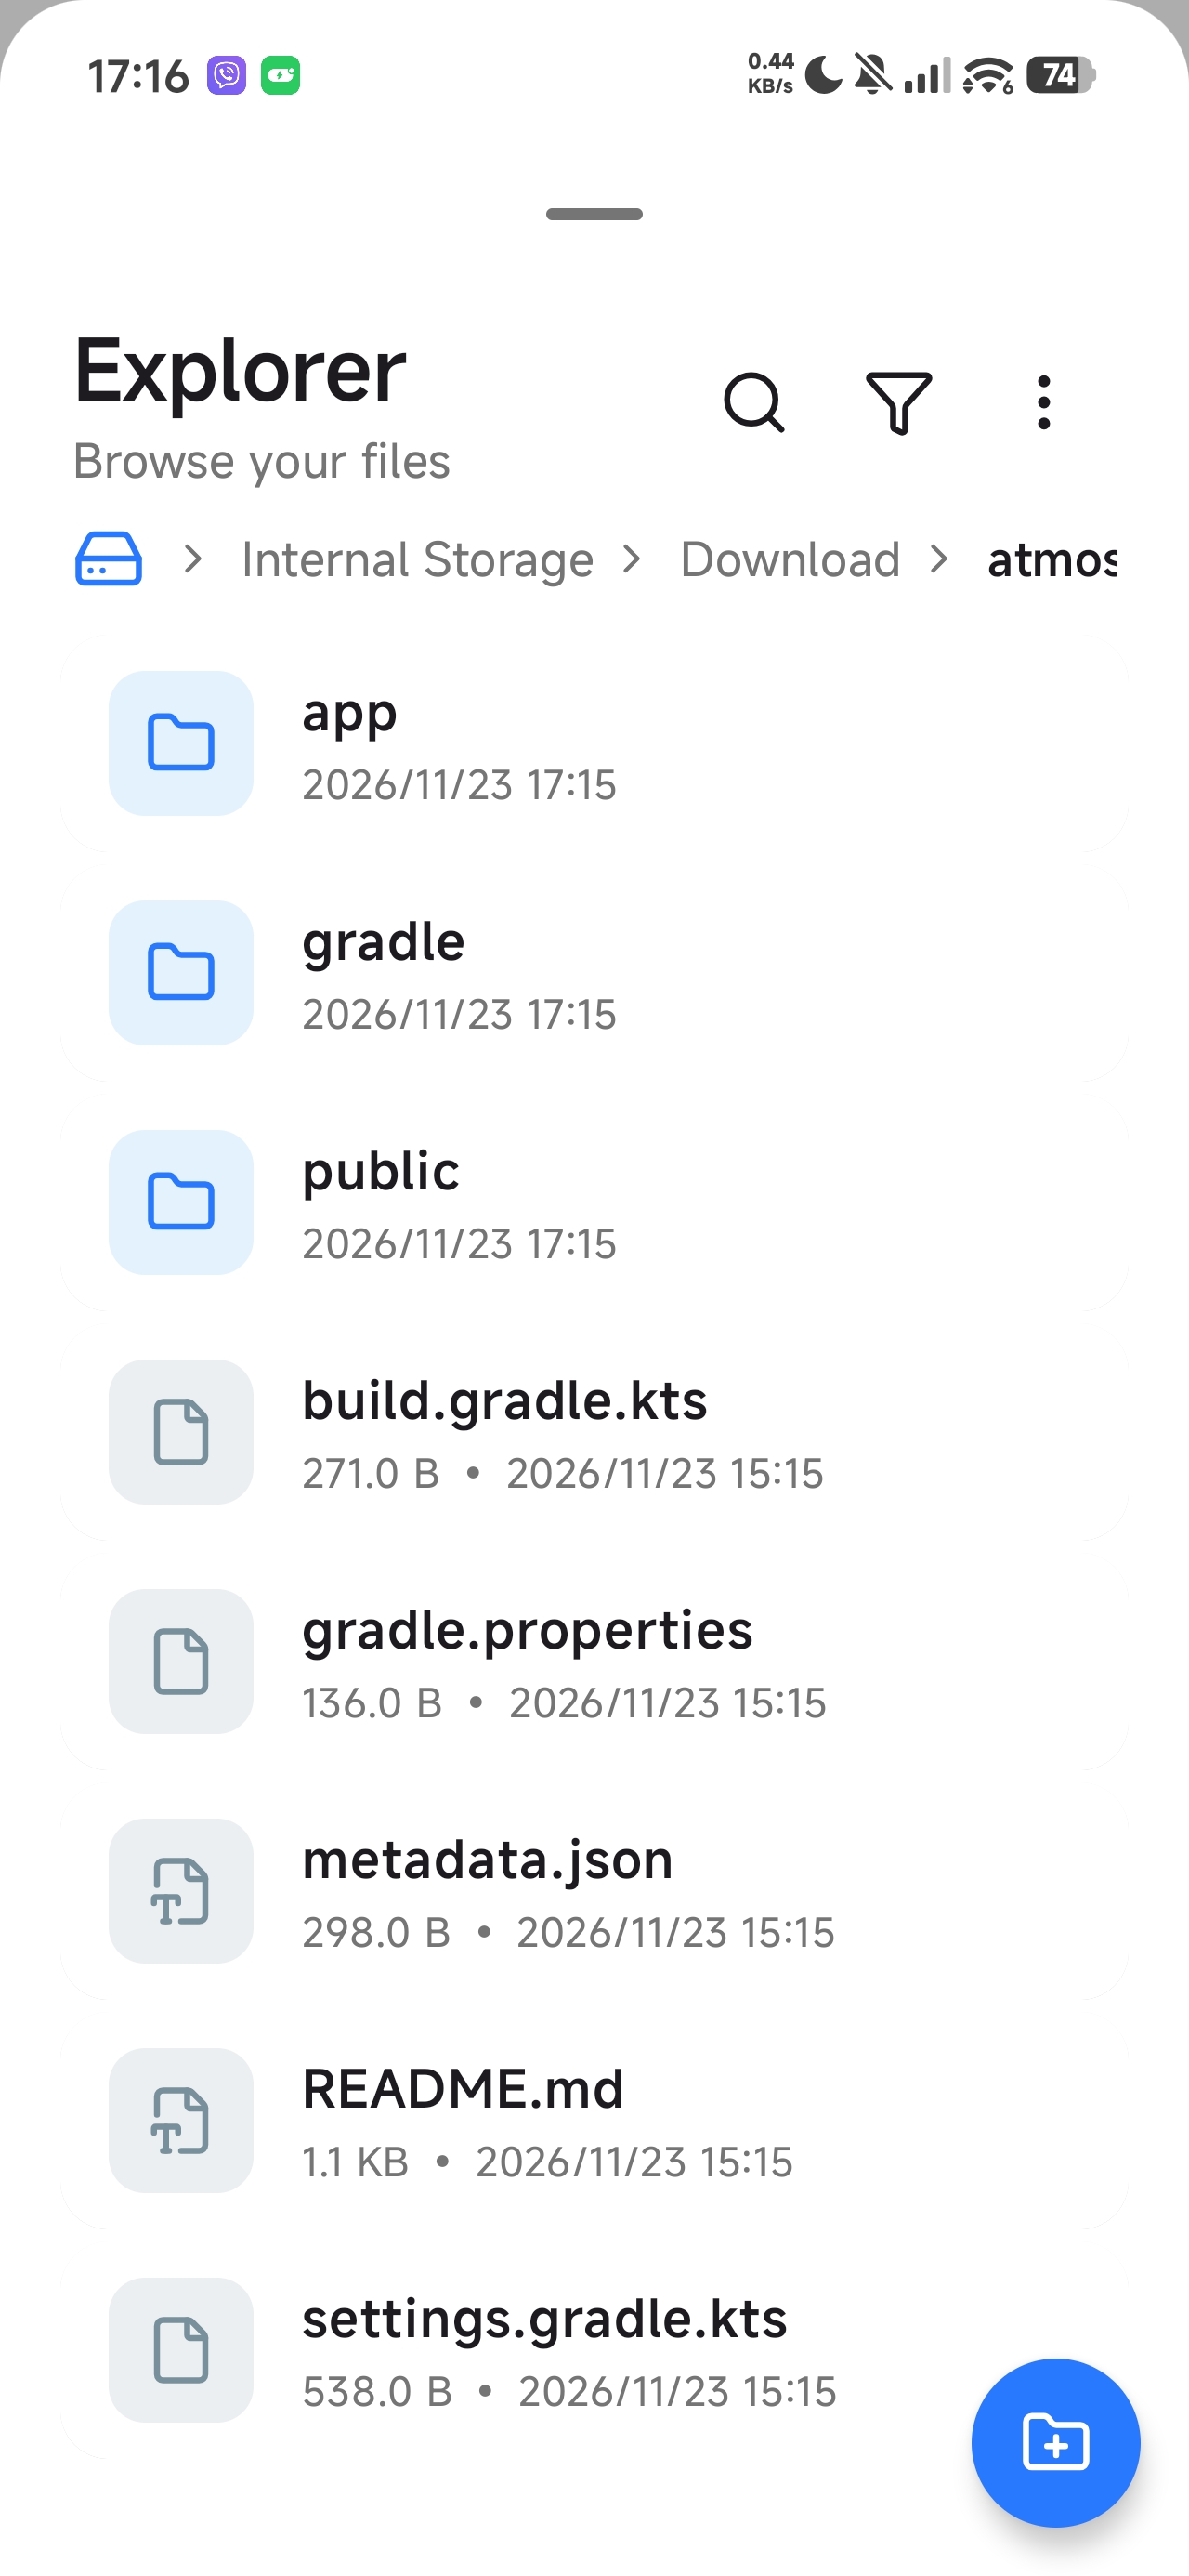 17:16
0.44
KB/s
6
74
Explorer
Browse your files
Internal Storage > Download > atmos
app
2026/11/23 17:15
gradle
2026/11/23 17:15
public
2026/11/23 17:15
build.gradle.kts
271.0 B • 2026/11/23 15:15
gradle.properties
136.0 B • 2026/11/23 15:15
metadata.json
298.0 B • 2026/11/23 15:15
README.md
1.1 KB • 2026/11/23 15:15
settings.gradle.kts
538.0 B • 2026/11/23 15:15